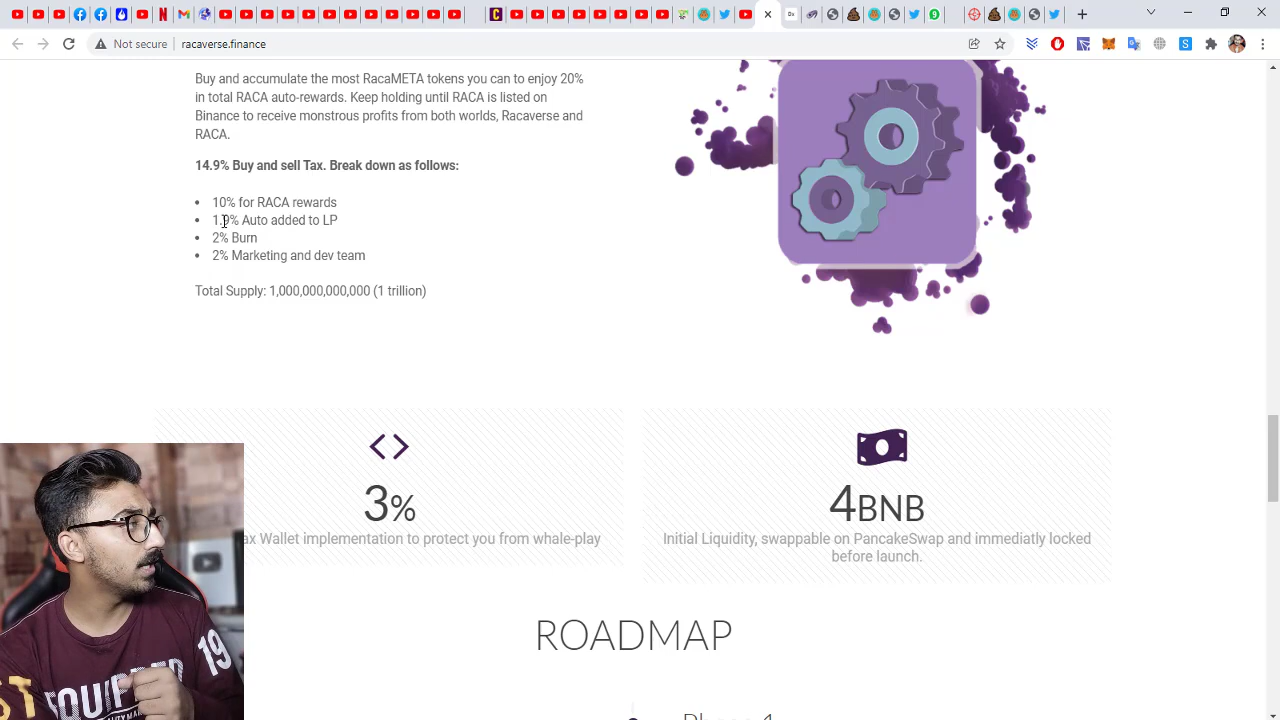 Not secure
racaverse.finance
Buy and accumulate the most RacaMETA tokens you can to enjoy 20%
in total RACA auto-rewards. Keep holding until RACA is listed on
Binance to receive monstrous profits from both worlds, Racaverse and
RACA.
14.9% Buy and sell Tax. Break down as follows:
10% for RACA rewards
Auto added to LP
2% Burn
2% Marketing and dev team
Total Supply: 1,000,000,000,000 (1 trillion)
3%
Wallet implementation to protect you from whale-play
4BNB
Initial Liquidity, swappable on PancakeSwap and immediatly locked
before launch.
ROADMAP
19